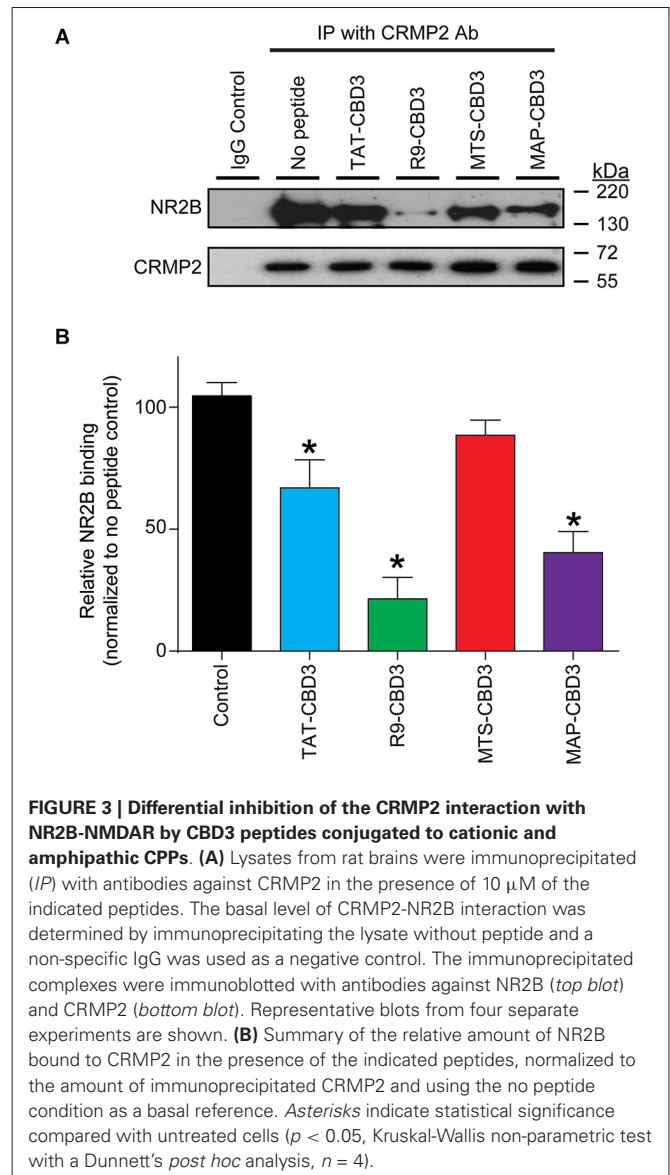 A
IP with CRMP2 Ab
IgG Control
No peptide
TAT-CBD3
R9-CBD3
MTS-CBD3
MAP-CBD3
kDa
NR2B
220
130
CRMP2
72
55
B
Relative NR2B binding
(normalized to no peptide control)
100
50
0
*
*
*
Control
TAT-CBD3
R9-CBD3
MTS-CBD3
MAP-CBD3
FIGURE 3 | Differential inhibition of the CRMP2 interaction with
NR2B-NMDAR by CBD3 peptides conjugated to cationic and
amphipathic CPPs. (A) Lysates from rat brains were immunoprecipitated
(IP) with antibodies against CRMP2 in the presence of 10 μM of the
indicated peptides. The basal level of CRMP2-NR2B interaction was
determined by immunoprecipitating the lysate without peptide and a
non-specific IgG was used as a negative control. The immunoprecipitated
complexes were immunoblotted with antibodies against NR2B (top blot)
and CRMP2 (bottom blot). Representative blots from four separate
experiments are shown. (B) Summary of the relative amount of NR2B
bound to CRMP2 in the presence of the indicated peptides, normalized to
the amount of immunoprecipitated CRMP2 and using the no peptide
condition as a basal reference. Asterisks indicate statistical significance
compared with untreated cells (p < 0.05, Kruskal-Wallis non-parametric test
with a Dunnett's post hoc analysis, n = 4).